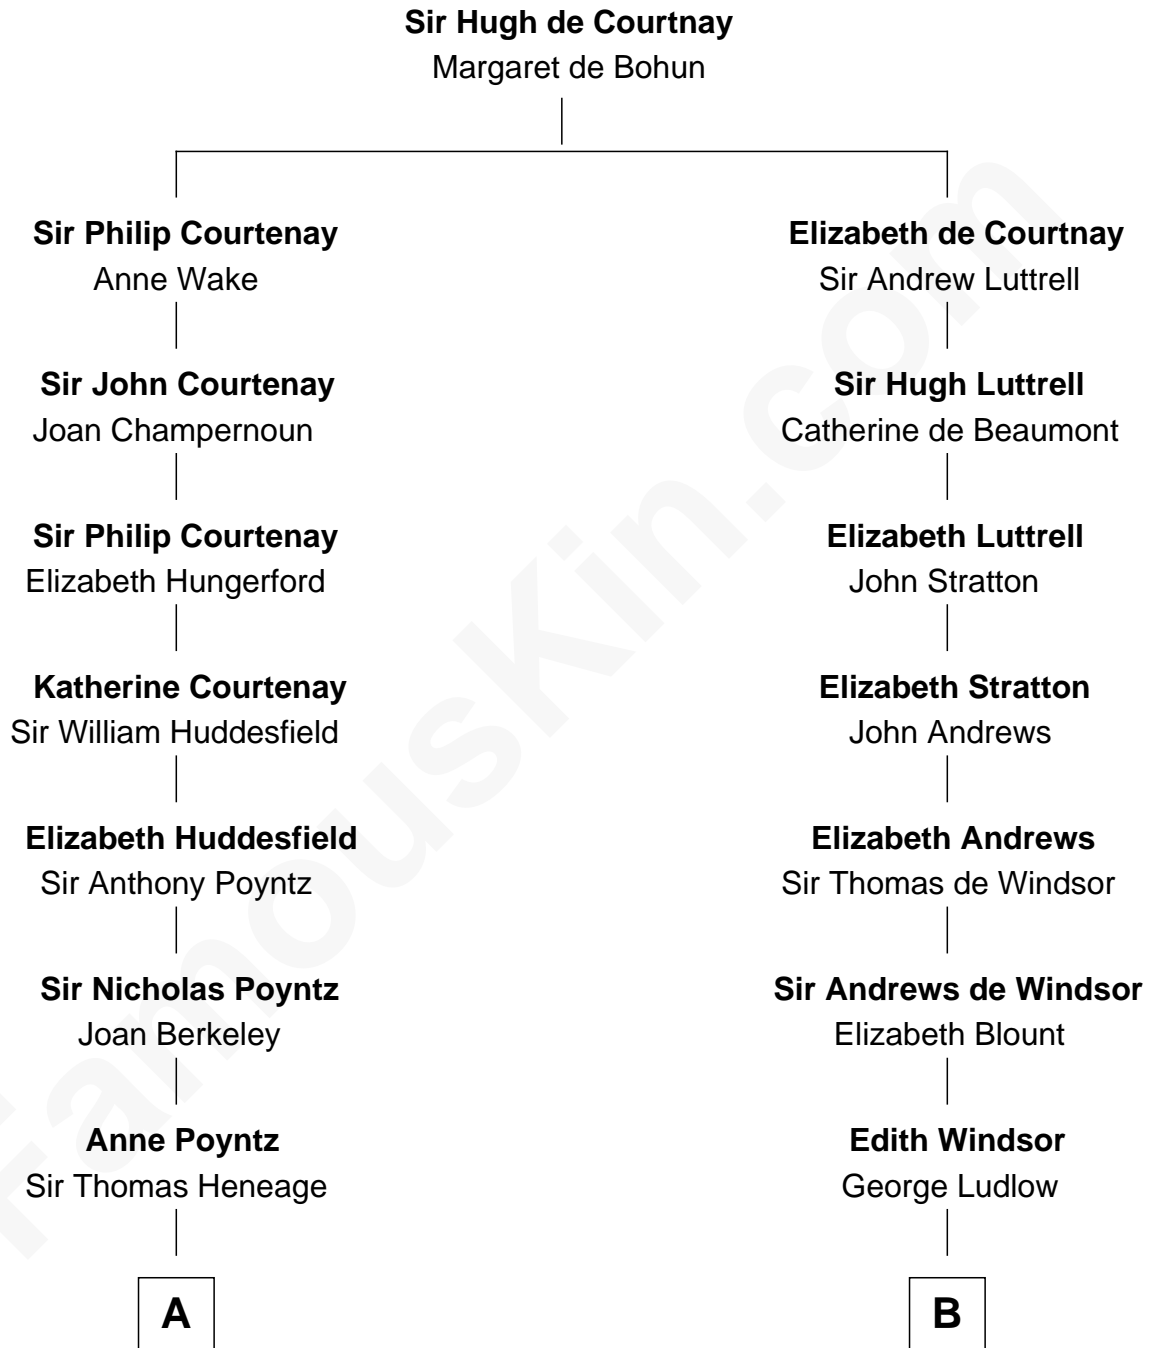 Sir Hugh de Courtnay
Margaret de Bohun
Sir Philip Courtenay
Anne Wake
Sir John Courtenay
Joan Champernoun
Sir Philip Courtenay
Elizabeth Hungerford
Katherine Courtenay
Sir William Huddesfield
Elizabeth Huddesfield
Sir Anthony Poyntz
Sir Nicholas Poyntz
Joan Berkeley
Anne Poyntz
Sir Thomas Heneage
A
Elizabeth de Courtnay
Sir Andrew Luttrell
Sir Hugh Luttrell
Catherine de Beaumont
Elizabeth Luttrell
John Stratton
Elizabeth Stratton
John Andrews
Elizabeth Andrews
Sir Thomas de Windsor
Sir Andrews de Windsor
Elizabeth Blount
Edith Windsor
George Ludlow
B
FamousKin.com